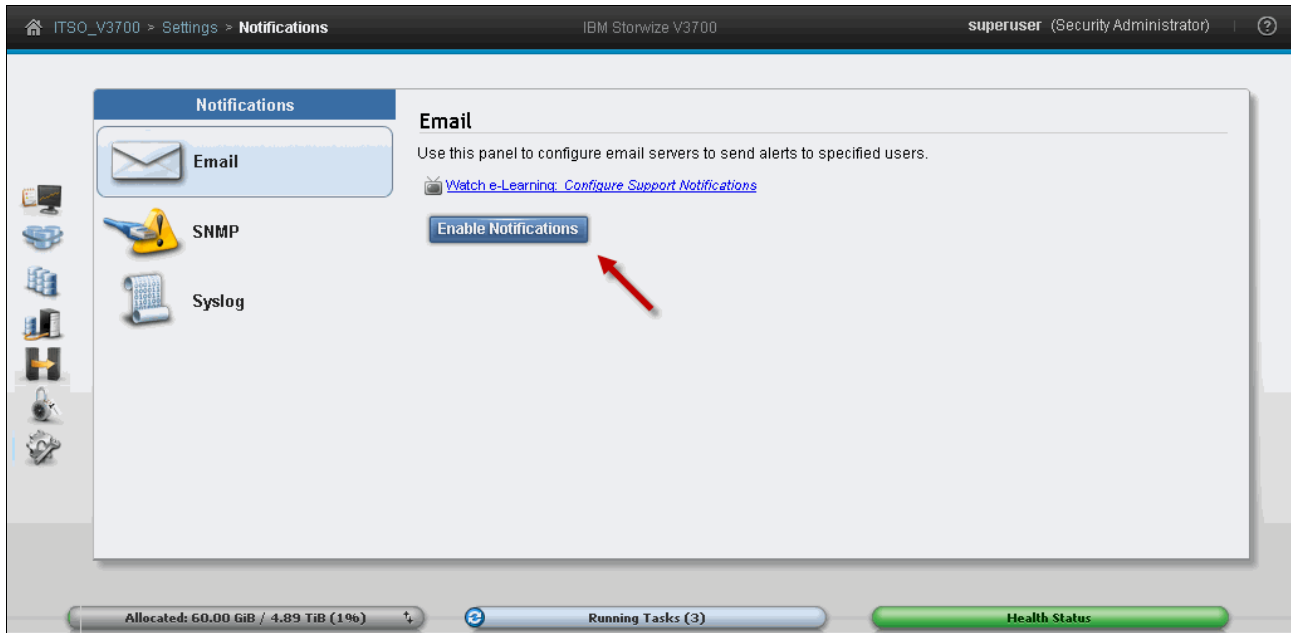 ITSO_V3700 > Settings > Notifications
IBM Storwize V3700
superuser (Security Administrator)
?
Notifications
Email
SNMP
Syslog
Email
Use this panel to configure email servers to send alerts to specified users.
Watch e-Learning: Configure Support Notifications
Enable Notifications
Allocated: 60.00 GiB / 4.89 TiB (1%)
Running Tasks (3)
Health Status